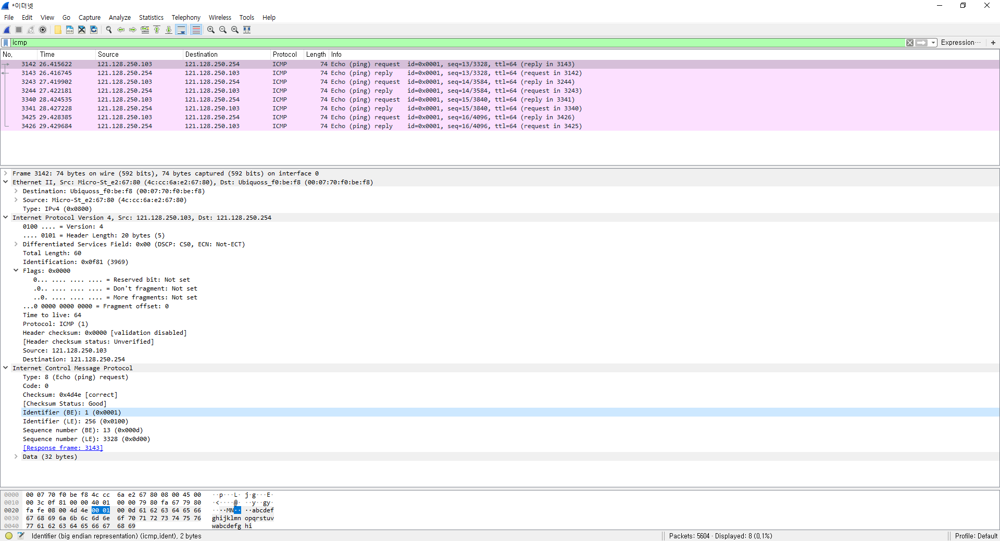 *이더넷
File Edit View Go Capture Analyze Statistics Telephony Wireless Tools Help
icmp Expression…
No. Time Source Destination Protocol Length Info
3142 26.415622 121.128.250.103 121.128.250.254 ICMP 74 Echo (ping) request id=0x0001, seq=13/3328, ttl=64 (reply in 3143)
3143 26.416745 121.128.250.254 121.128.250.103 ICMP 74 Echo (ping) reply id=0x0001, seq=13/3328, ttl=64 (request in 3142)
3243 27.419902 121.128.250.103 121.128.250.254 ICMP 74 Echo (ping) request id=0x0001, seq=14/3584, ttl=64 (reply in 3244)
3244 27.422181 121.128.250.254 121.128.250.103 ICMP 74 Echo (ping) reply id=0x0001, seq=14/3584, ttl=64 (request in 3243)
3340 28.424535 121.128.250.103 121.128.250.254 ICMP 74 Echo (ping) request id=0x0001, seq=15/3840, ttl=64 (reply in 3341)
3341 28.427228 121.128.250.254 121.128.250.103 ICMP 74 Echo (ping) reply id=0x0001, seq=15/3840, ttl=64 (request in 3340)
3425 29.428385 121.128.250.103 121.128.250.254 ICMP 74 Echo (ping) request id=0x0001, seq=16/4096, ttl=64 (reply in 3426)
3426 29.429684 121.128.250.254 121.128.250.103 ICMP 74 Echo (ping) reply id=0x0001, seq=16/4096, ttl=64 (request in 3425)
Frame 3142: 74 bytes on wire (592 bits), 74 bytes captured (592 bits) on interface 0
Ethernet II, Src: Micro-St_e2:67:80 (4c:cc:6a:e2:67:80), Dst: Ubiquoss_f0:be:f8 (00:07:70:f0:be:f8)
Destination: Ubiquoss_f0:be:f8 (00:07:70:f0:be:f8)
Source: Micro-St_e2:67:80 (4c:cc:6a:e2:67:80)
Type: IPv4 (0x0800)
Internet Protocol Version 4, Src: 121.128.250.103, Dst: 121.128.250.254
0100 .... = Version: 4
.... 0101 = Header Length: 20 bytes (5)
Differentiated Services Field: 0x00 (DSCP: CS0, ECN: Not-ECT)
Total Length: 60
Identification: 0x0f81 (3969)
Flags: 0x0000
0... .... .... .... = Reserved bit: Not set
.0.. .... .... .... = Don't fragment: Not set
..0. .... .... .... = More fragments: Not set
...0 0000 0000 0000 = Fragment offset: 0
Time to live: 64
Protocol: ICMP (1)
Header checksum: 0x0000 [validation disabled]
[Header checksum status: Unverified]
Source: 121.128.250.103
Destination: 121.128.250.254
Internet Control Message Protocol
Type: 8 (Echo (ping) request)
Code: 0
Checksum: 0x4d4e [correct]
[Checksum Status: Good]
Identifier (BE): 1 (0x0001)
Identifier (LE): 256 (0x0100)
Sequence number (BE): 13 (0x000d)
Sequence number (LE): 3328 (0x0d00)
[Response frame: 3143]
Data (32 bytes)
0000 00 07 70 f0 be f8 4c cc 6a e2 67 80 08 00 45 00 ··p···L· j·g···E·
0010 00 3c 0f 81 00 00 40 01 00 00 79 80 fa 67 79 80 ·<····@· ··y··gy·
0020 fa fe 08 00 4d 4e 00 01 00 0d 61 62 63 64 65 66 ····MN·· ··abcdef
0030 67 68 69 6a 6b 6c 6d 6e 6f 70 71 72 73 74 75 76 ghijklmn opqrstuv
0040 77 61 62 63 64 65 66 67 68 69 wabcdefg hi
Identifier (big endian representation) (icmp.ident), 2 bytes Packets: 5604 · Displayed: 8 (0.1%) Profile: Default